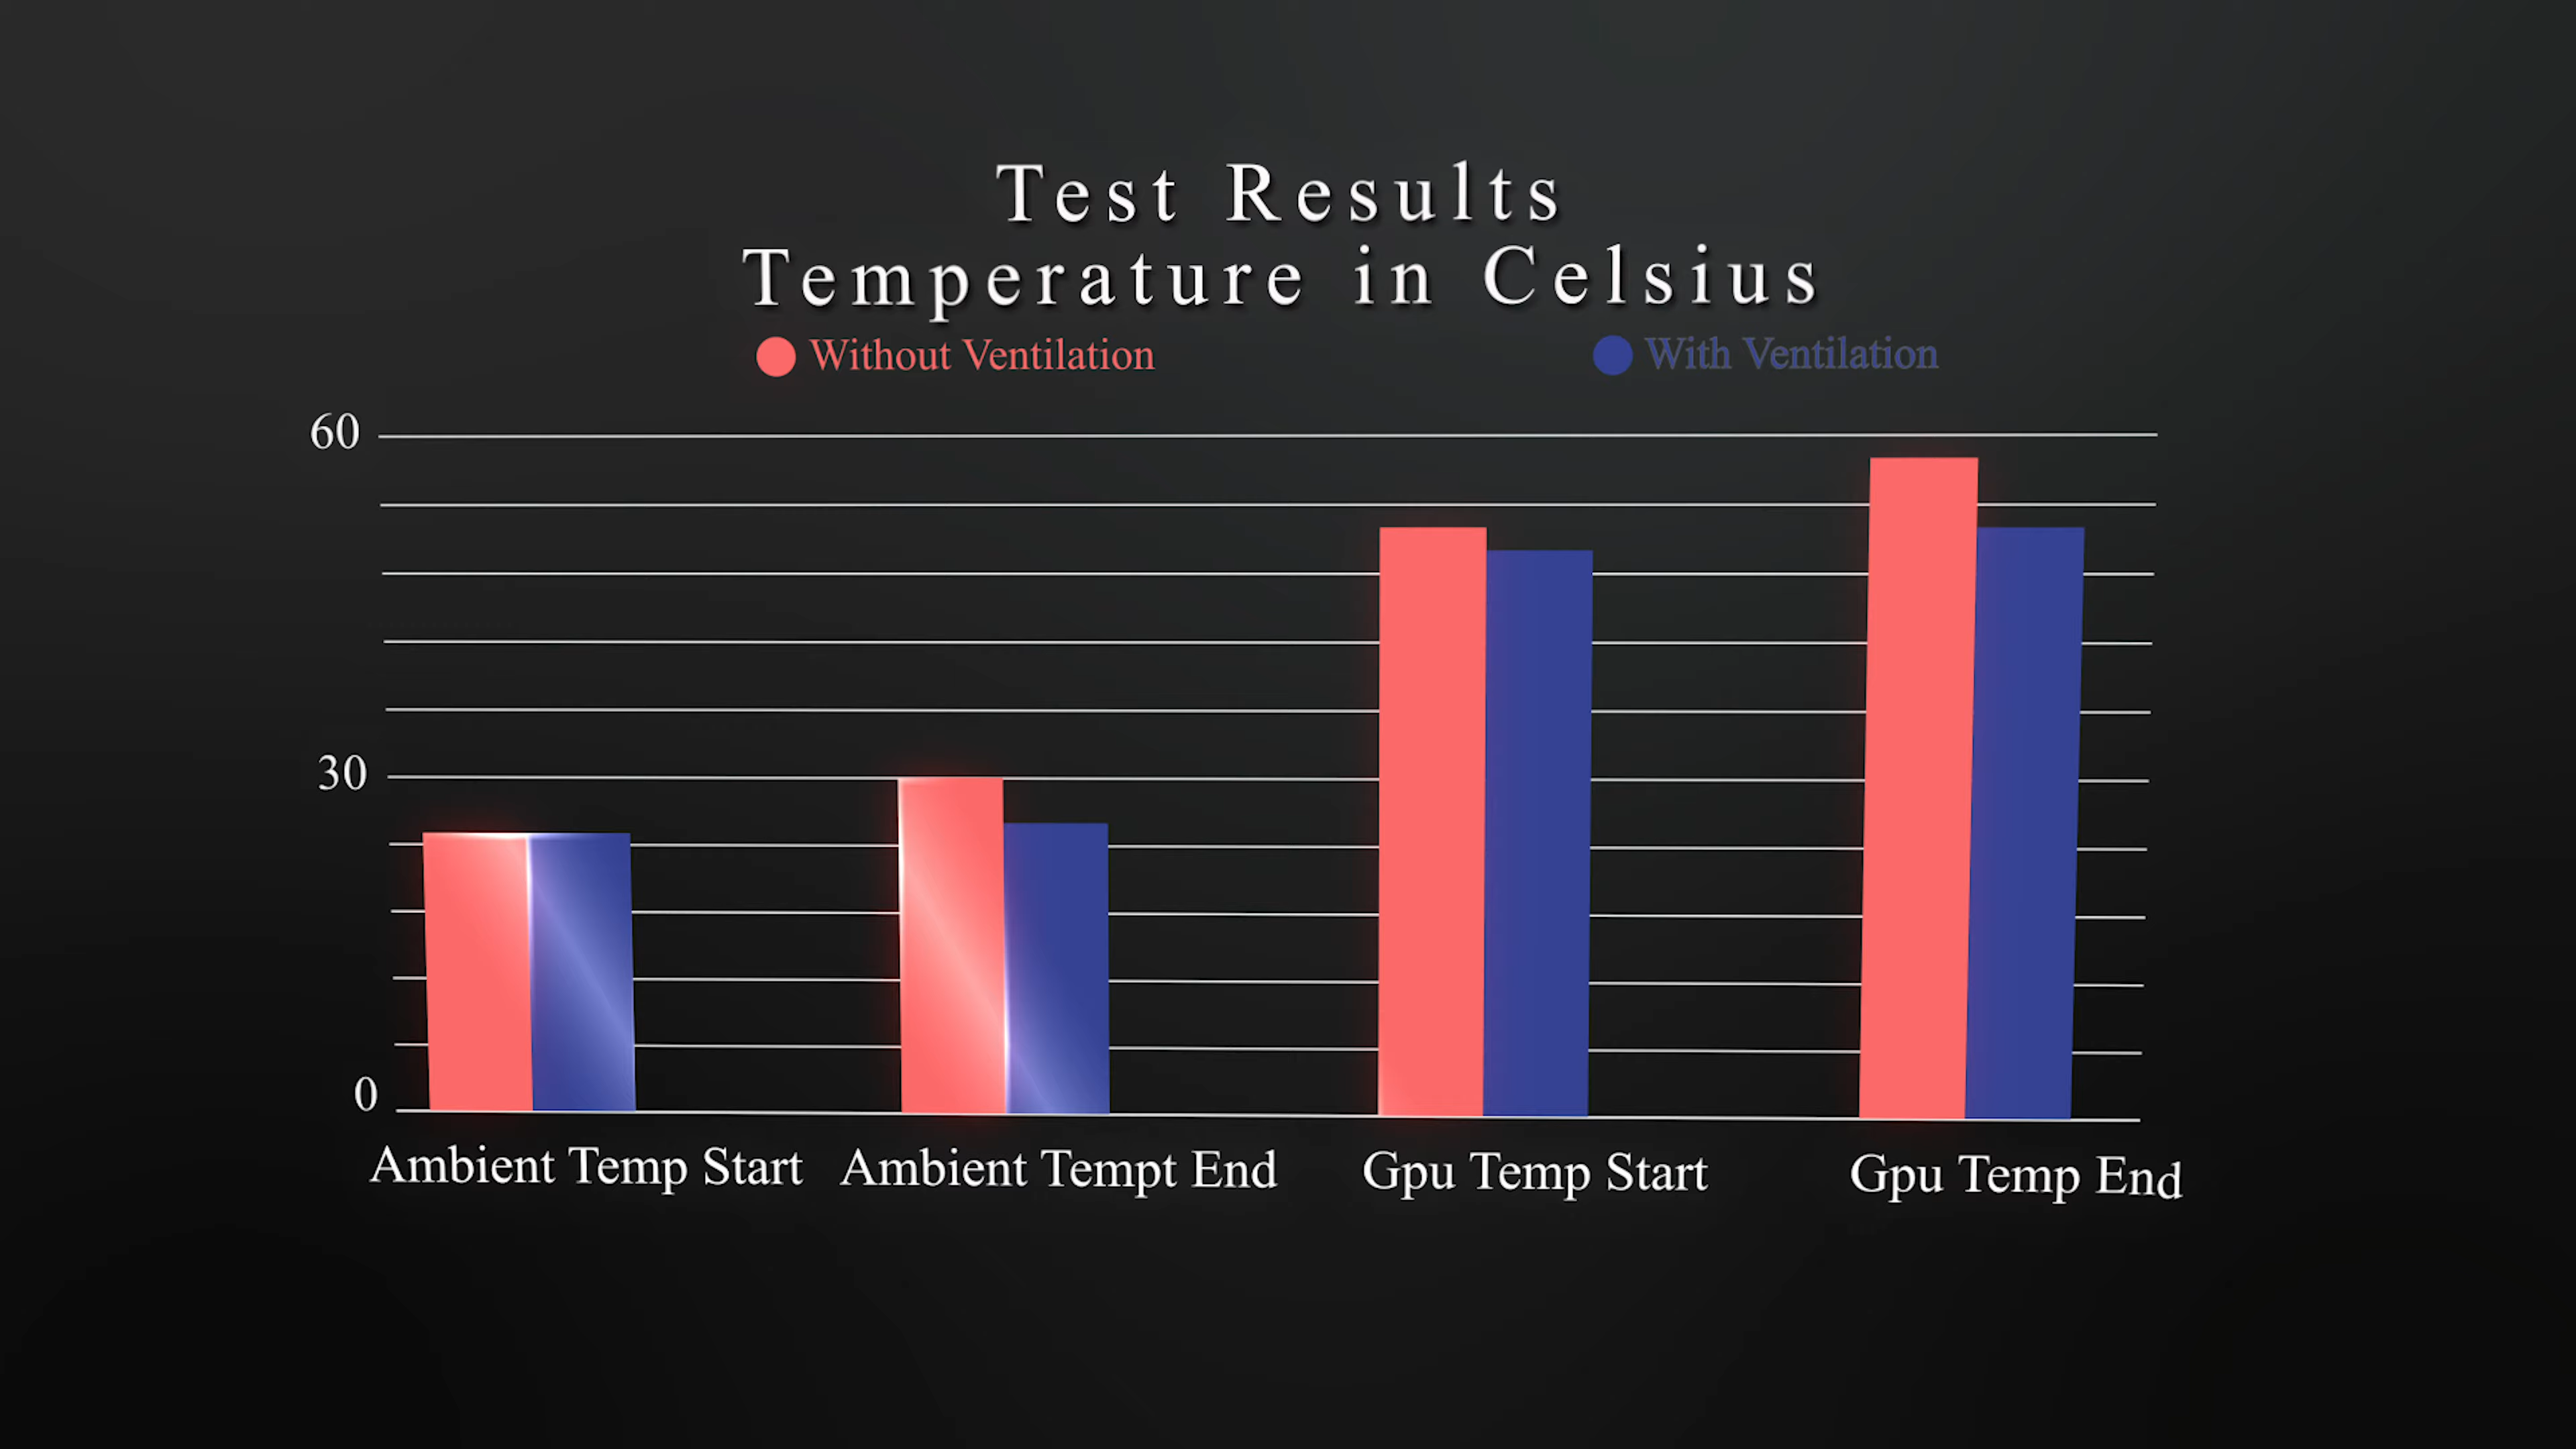 Test Results
Temperature in Celsius
Without Ventilation With Ventilation
60
30
0
Ambient Temp Start Ambient Tempt End Gpu Temp Start Gpu Temp End